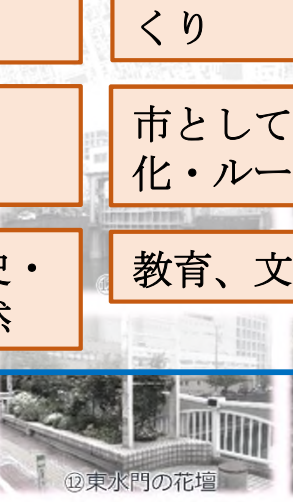 くり
市として
化・ルー
史・
教育、文
⑫東水門の花壇